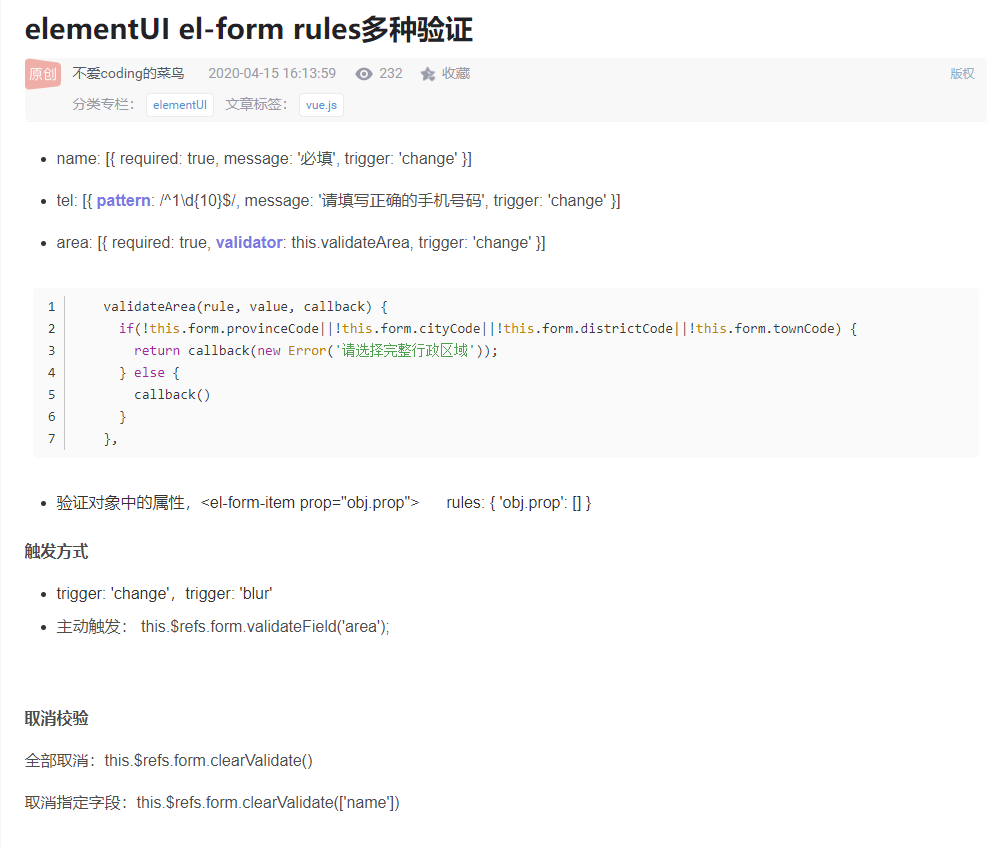 elementUI el-form rules多种验证
原创 不爱coding的菜鸟 2020-04-15 16:13:59 232 收藏 版权
分类专栏: elementUI 文章标签: vue.js
name: [{ required: true, message: '必填', trigger: 'change' }]
tel: [{ pattern: /^1\d{10}$/, message: '请填写正确的手机号码', trigger: 'change' }]
area: [{ required: true, validator: this.validateArea, trigger: 'change' }]
1 validateArea(rule, value, callback) {
2 if(!this.form.provinceCode||!this.form.cityCode||!this.form.districtCode||!this.form.townCode) {
3 return callback(new Error('请选择完整行政区域'));
4 } else {
5 callback()
6 }
7 },
验证对象中的属性，<el-form-item prop="obj.prop"> rules: { 'obj.prop': [] }
触发方式
trigger: 'change'，trigger: 'blur'
主动触发： this.$refs.form.validateField('area');
取消校验
全部取消：this.$refs.form.clearValidate()
取消指定字段：this.$refs.form.clearValidate(['name'])